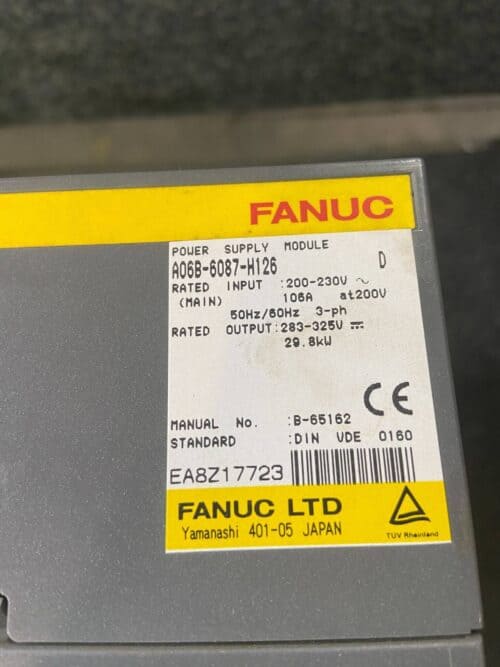 FANUC
POWER SUPPLY MODULE
A06B-6087-H126 D
RATED INPUT :200-230V ~
(MAIN) 106A at200V
50Hz/60Hz 3-ph
RATED OUTPUT:283-325V ⎓
29.8kW
CE
MANUAL No. :B-65162
STANDARD :DIN VDE 0160
EA8Z17723
FANUC LTD
Yamanashi 401-05 JAPAN
TUV Rheinland